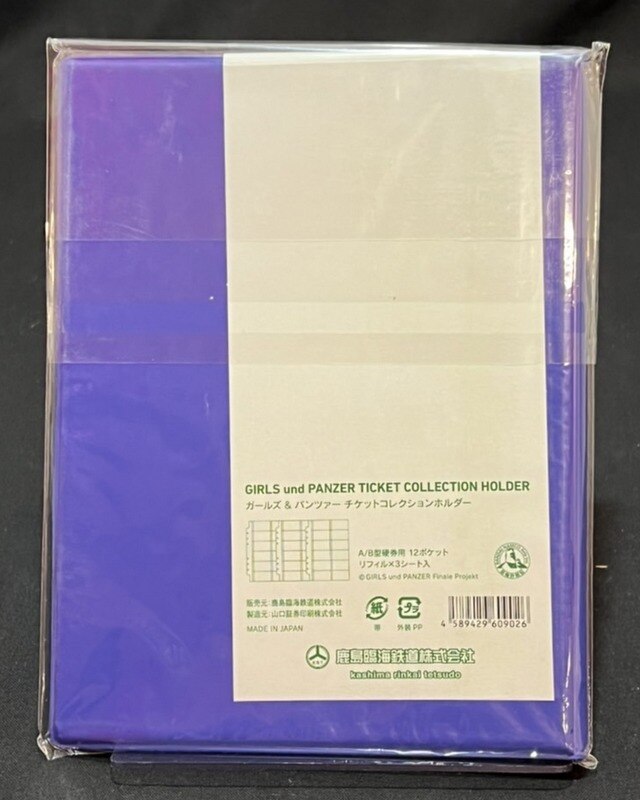 GIRLS und PANZER TICKET COLLECTION HOLDER
ガールズ & パンツァー チケットコレクションホルダー
A/B型硬券用 12ポケット
リフィル×3シート入
© GIRLS und PANZER Finale Projekt
販売元:鹿島臨海鉄道株式会社
製造元:山口証券印刷株式会社
MADE IN JAPAN
紙
帯
プラ
外装 PP
4 589429 609026
鹿島臨海鉄道株式会社
kashima rinkai tetsudo